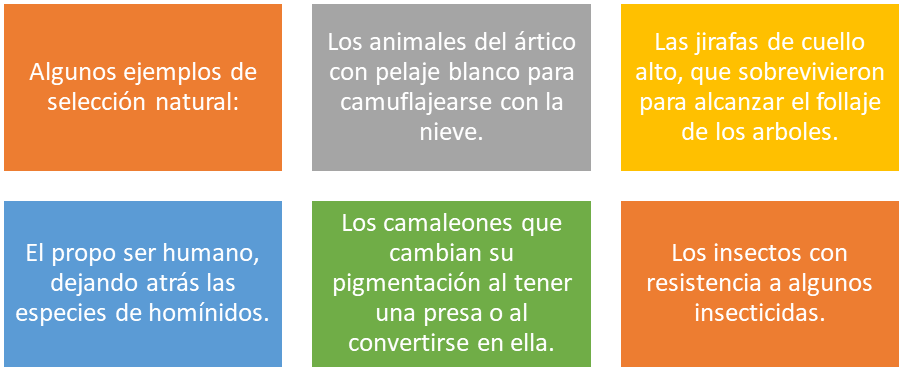 Algunos ejemplos de
selección natural:
Los animales del ártico
con pelaje blanco para
camuflajearse con la
nieve.
Las jirafas de cuello
alto, que sobrevivieron
para alcanzar el follaje
de los arboles.
El propo ser humano,
dejando atrás las
especies de homínidos.
Los camaleones que
cambian su
pigmentación al tener
una presa o al
convertirse en ella.
Los insectos con
resistencia a algunos
insecticidas.